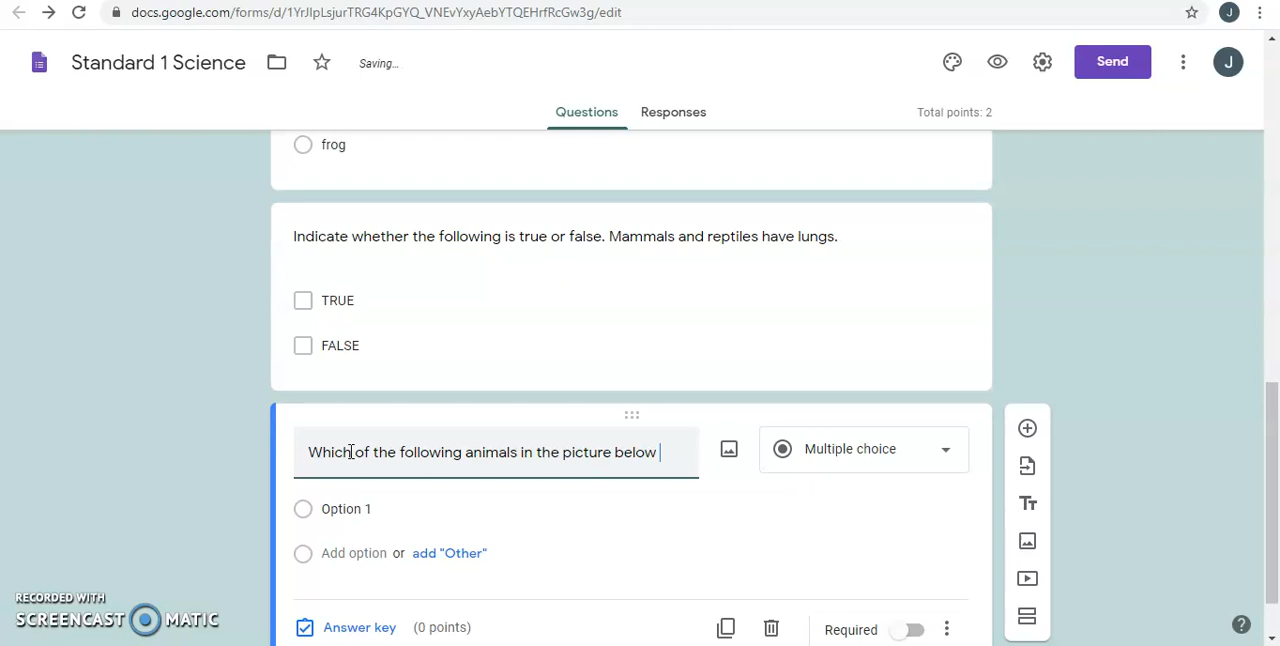 docs.google.com/forms/d/1YrJIpLsjurTRG4KpGYQ_VNEvYxyAebYTQEHrfRcGw3g/edit
J
Standard 1 Science
Saving...
Send
J
Questions
Responses
Total points: 2
frog
Indicate whether the following is true or false. Mammals and reptiles have lungs.
TRUE
FALSE
Which of the following animals in the picture below
Multiple choice
Option 1
Add option or add "Other"
Tт
Answer key (0 points)
Required
RECORDED WITH
SCREENCAST MATIC